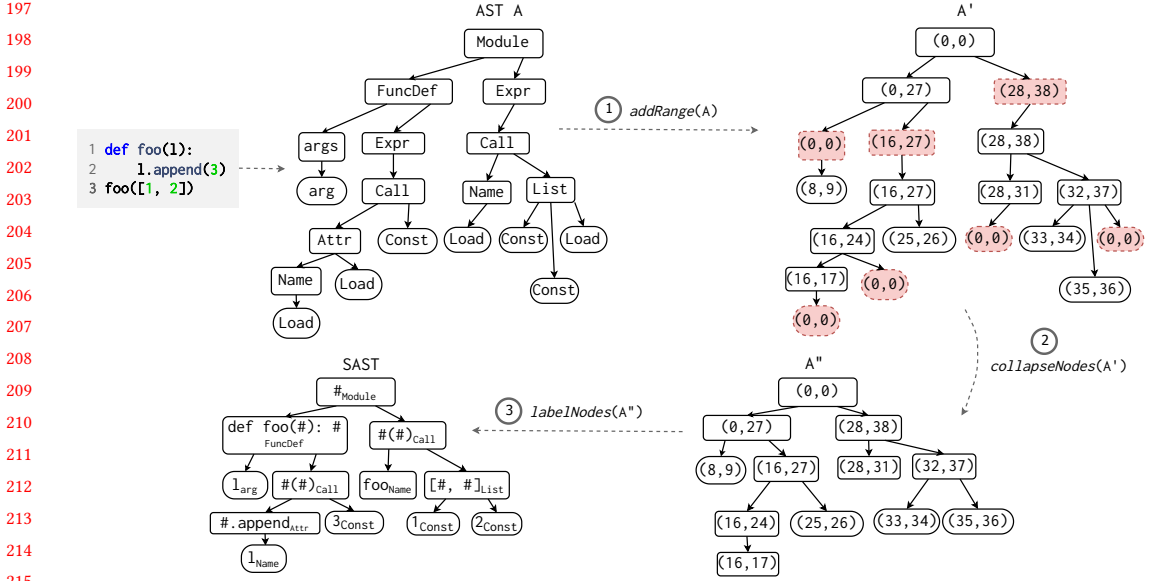 197
AST A
A'
198
Module
(0,0)
199
FuncDef
Expr
(0,27)
(28,38)
200
1 addRange(A)
201
1 def foo(l):
args
Expr
Call
(0,0)
(16,27)
(28,38)
202
2 l.append(3)
203
3 foo([1, 2])
arg
Call
Name
List
(8,9)
(16,27)
(28,31)
(32,37)
204
Attr
Const
Load
Const
Load
(16,24)
(25,26)
(0,0)
(33,34)
(0,0)
205
206
Name
Load
Const
(16,17)
(0,0)
(35,36)
207
Load
(0,0)
208
2
SAST
A"
collapseNodes(A')
209
#Module
(0,0)
210
def foo(#): #
FuncDef
#(#)Call
3 labelNodes(A")
(0,27)
(28,38)
211
212
larg
#(#)Call
fooName
[#, #]List
(8,9)
(16,27)
(28,31)
(32,37)
213
#.appendAttr
3Const
1Const
2Const
(16,24)
(25,26)
(33,34)
(35,36)
214
lName
(16,17)
215